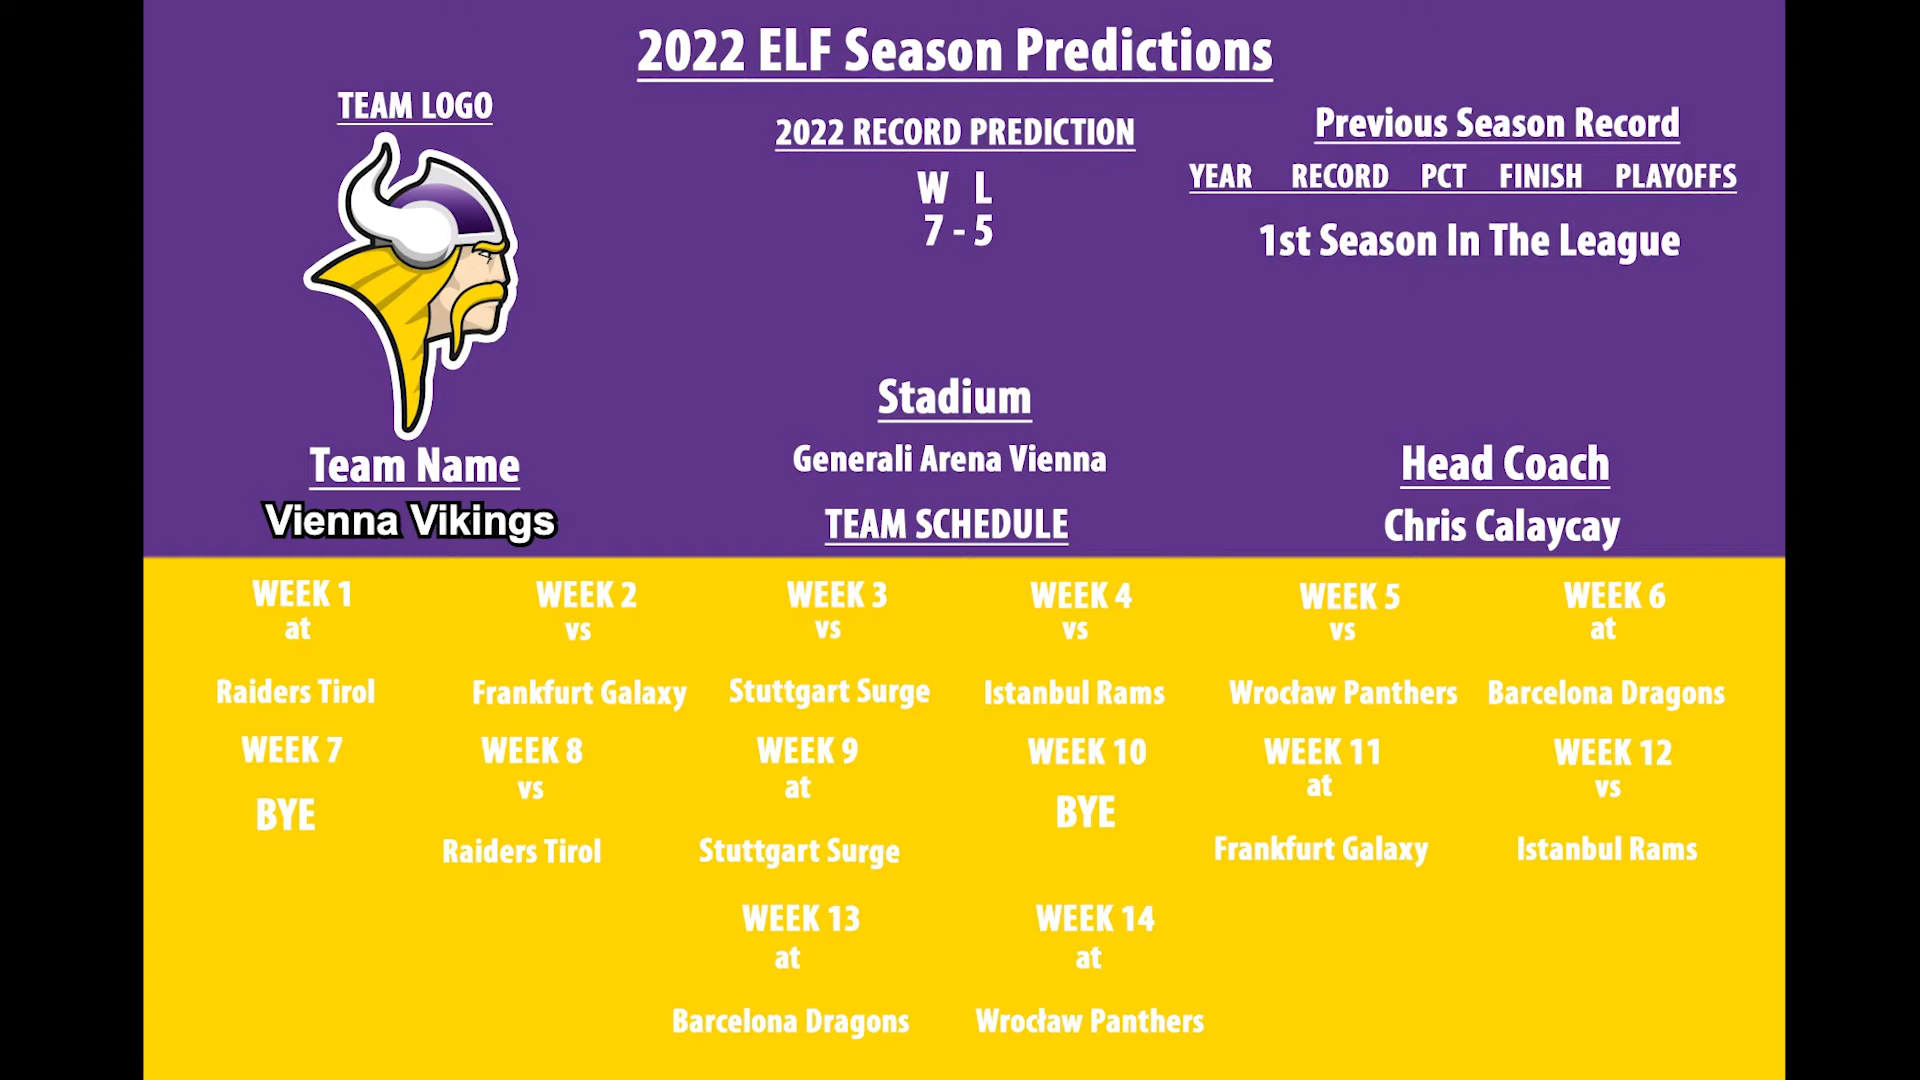 2022 ELF Season Predictions
TEAM LOGO
2022 RECORD PREDICTION
W L
7 - 5
Previous Season Record
YEAR RECORD PCT FINISH PLAYOFFS
1st Season In The League
Team Name
Vienna Vikings
Stadium
Generali Arena Vienna
TEAM SCHEDULE
Head Coach
Chris Calaycay
WEEK 1
at
Raiders Tirol
WEEK 2
vs
Frankfurt Galaxy
WEEK 3
vs
Stuttgart Surge
WEEK 4
vs
Istanbul Rams
WEEK 5
vs
Wrocław Panthers
WEEK 6
at
Barcelona Dragons
WEEK 7
BYE
WEEK 8
vs
Raiders Tirol
WEEK 9
at
Stuttgart Surge
WEEK 10
BYE
WEEK 11
at
Frankfurt Galaxy
WEEK 12
vs
Istanbul Rams
WEEK 13
at
Barcelona Dragons
WEEK 14
at
Wrocław Panthers